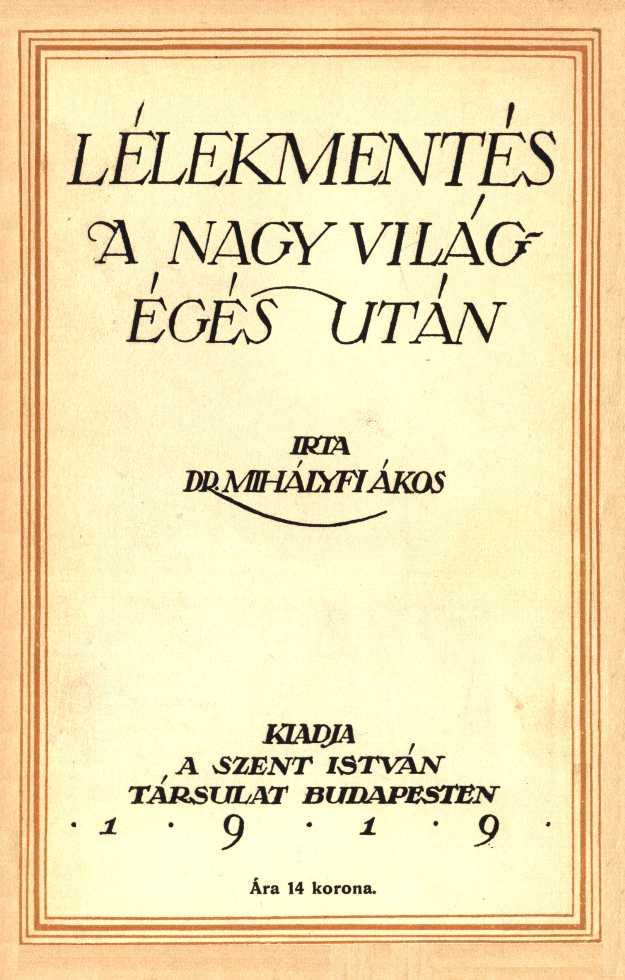 LÉLEKMENTÉS
A NAGY VILÁG-
ÉGÉS UTÁN
IRTA
DR. MIHÁLYFI ÁKOS
KIADJA
A SZENT ISTVÁN
TÁRSULAT BUDAPESTEN
· 1 · 9 · 1 · 9 ·
Ára 14 korona.